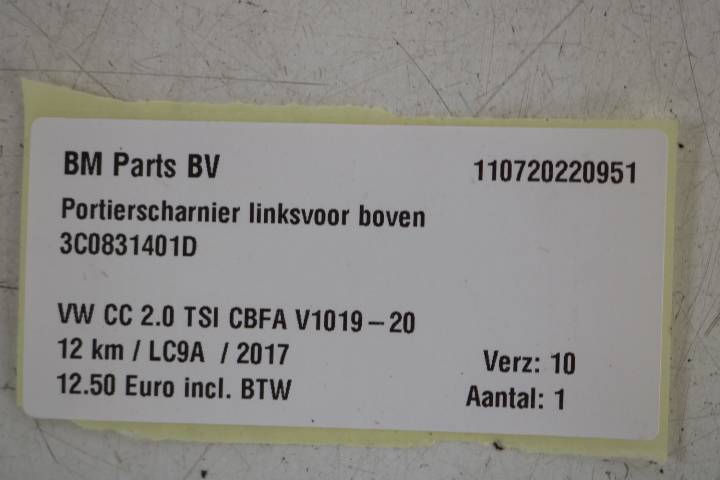 BM Parts BV 110720220951
Portierscharnier linksvoor boven
3C0831401D
VW CC 2.0 TSI CBFA V1019-20
12 km / LC9A / 2017 Verz: 10
12.50 Euro incl. BTW Aantal: 1